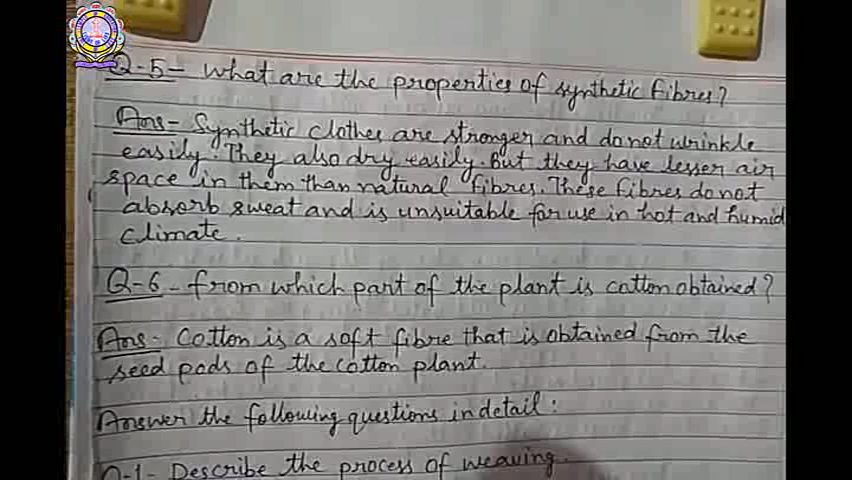 Q-5- What are the properties of synthetic fibres?
Ans- Synthetic clothes are stronger and do not wrinkle
easily. They also dry easily. But they have lesser air
space in them than natural fibres. These fibres do not
absorb sweat and is unsuitable for use in hot and humid
climate.
Q-6- From which part of the plant is cotton obtained?
Ans- Cotton is a soft fibre that is obtained from the
seed pods of the cotton plant.
Answer the following questions in detail:
Q-1- Describe the process of weaving.